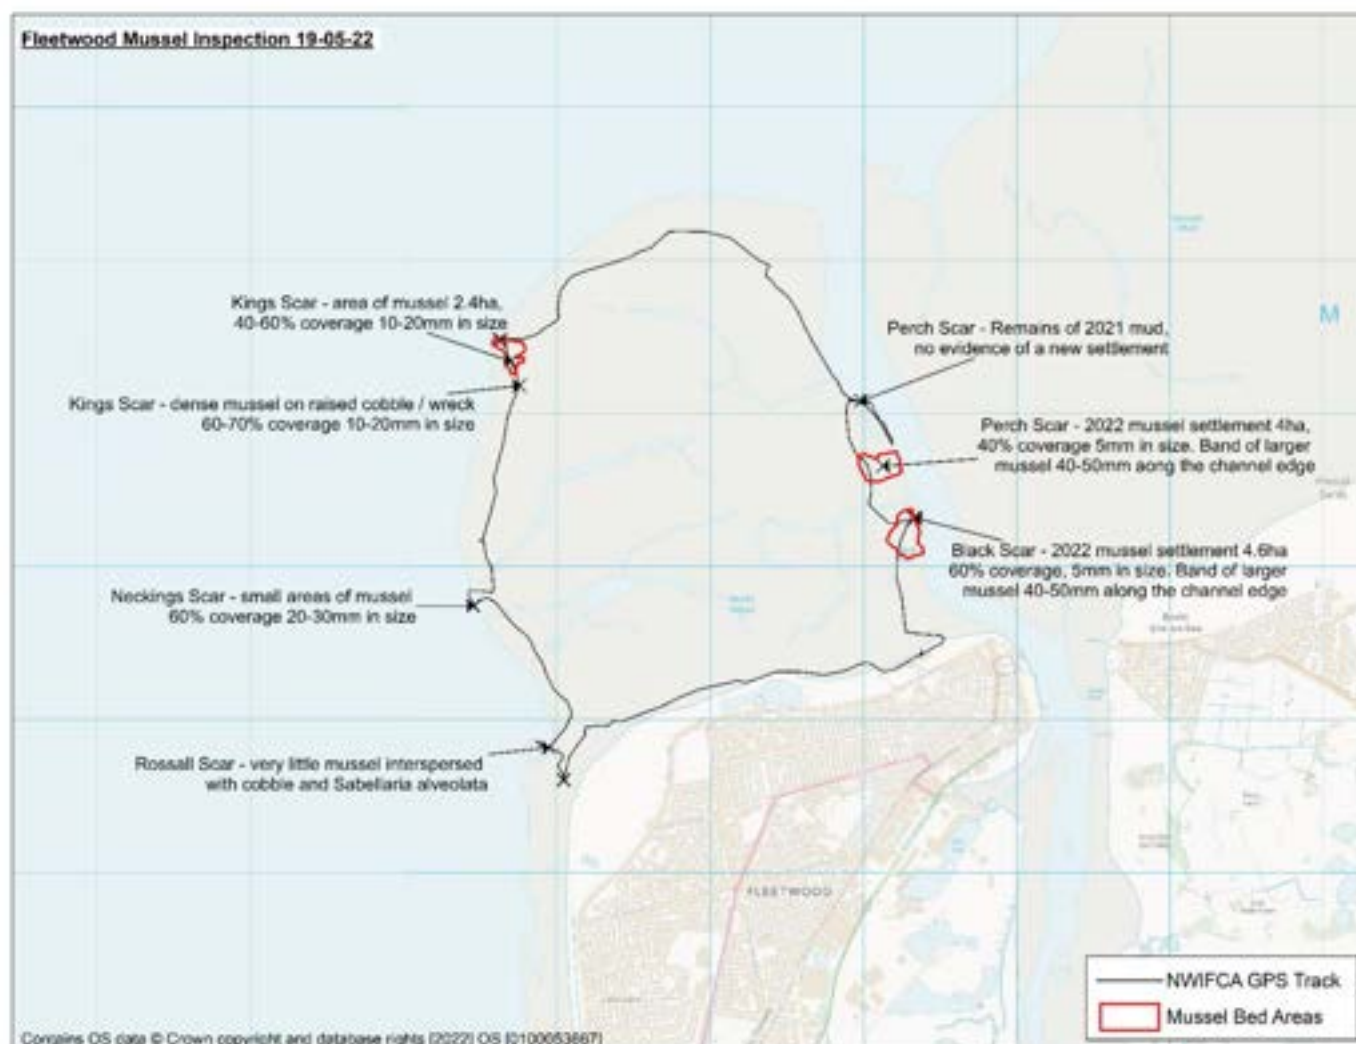 Fleetwood Mussel Inspection 19-05-22
Kings Scar - area of mussel 2.4ha,
40-60% coverage 10-20mm in size
Kings Scar - dense mussel on raised cobble / wreck
60-70% coverage 10-20mm in size
Perch Scar - Remains of 2021 mud,
no evidence of a new settlement
M
Perch Scar - 2022 mussel settlement 4ha,
40% coverage 5mm in size. Band of larger
mussel 40-50mm aong the channel edge
Black Scar - 2022 mussel settlement 4.6ha
60% coverage, 5mm in size. Band of larger
mussel 40-50mm along the channel edge
Neckings Scar - small areas of mussel
60% coverage 20-30mm in size
Rossall Scar - very little mussel interspersed
with cobble and Sabellaria alveolata
FLEETWOOD
NWIFCA GPS Track
Mussel Bed Areas
Contains OS data © Crown copyright and database rights [2022] OS [0100053867]